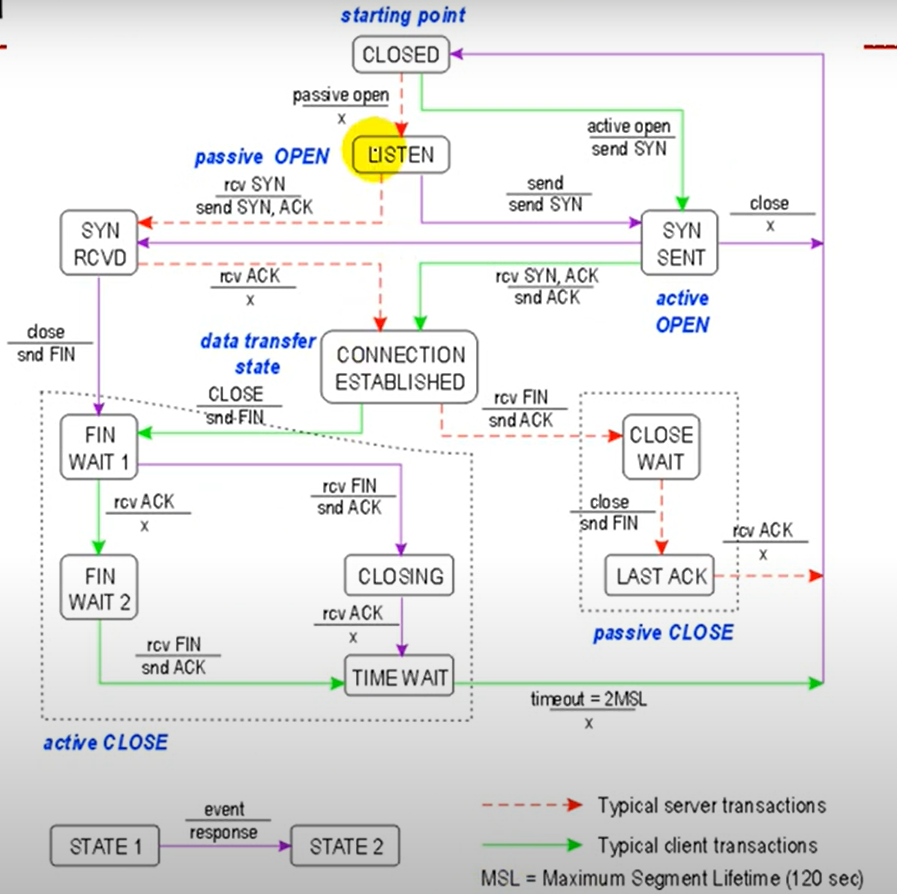 starting point
CLOSED
passive open
x
active open
send SYN
passive OPEN
LISTEN
rcv SYN
send SYN, ACK
send
send SYN
close
x
SYN
RCVD
SYN
SENT
rcv ACK
x
rcv SYN, ACK
snd ACK
active
OPEN
close
snd FIN
data transfer
state
CONNECTION
ESTABLISHED
CLOSE
snd FIN
rcv FIN
snd ACK
FIN
WAIT 1
CLOSE
WAIT
rcv ACK
x
rcv FIN
snd ACK
close
snd FIN
rcv ACK
x
FIN
WAIT 2
CLOSING
LAST ACK
rcv ACK
x
passive CLOSE
rcv FIN
snd ACK
TIME WAIT
timeout = 2MSL
x
active CLOSE
STATE 1
event
response
STATE 2
Typical server transactions
Typical client transactions
MSL = Maximum Segment Lifetime (120 sec)